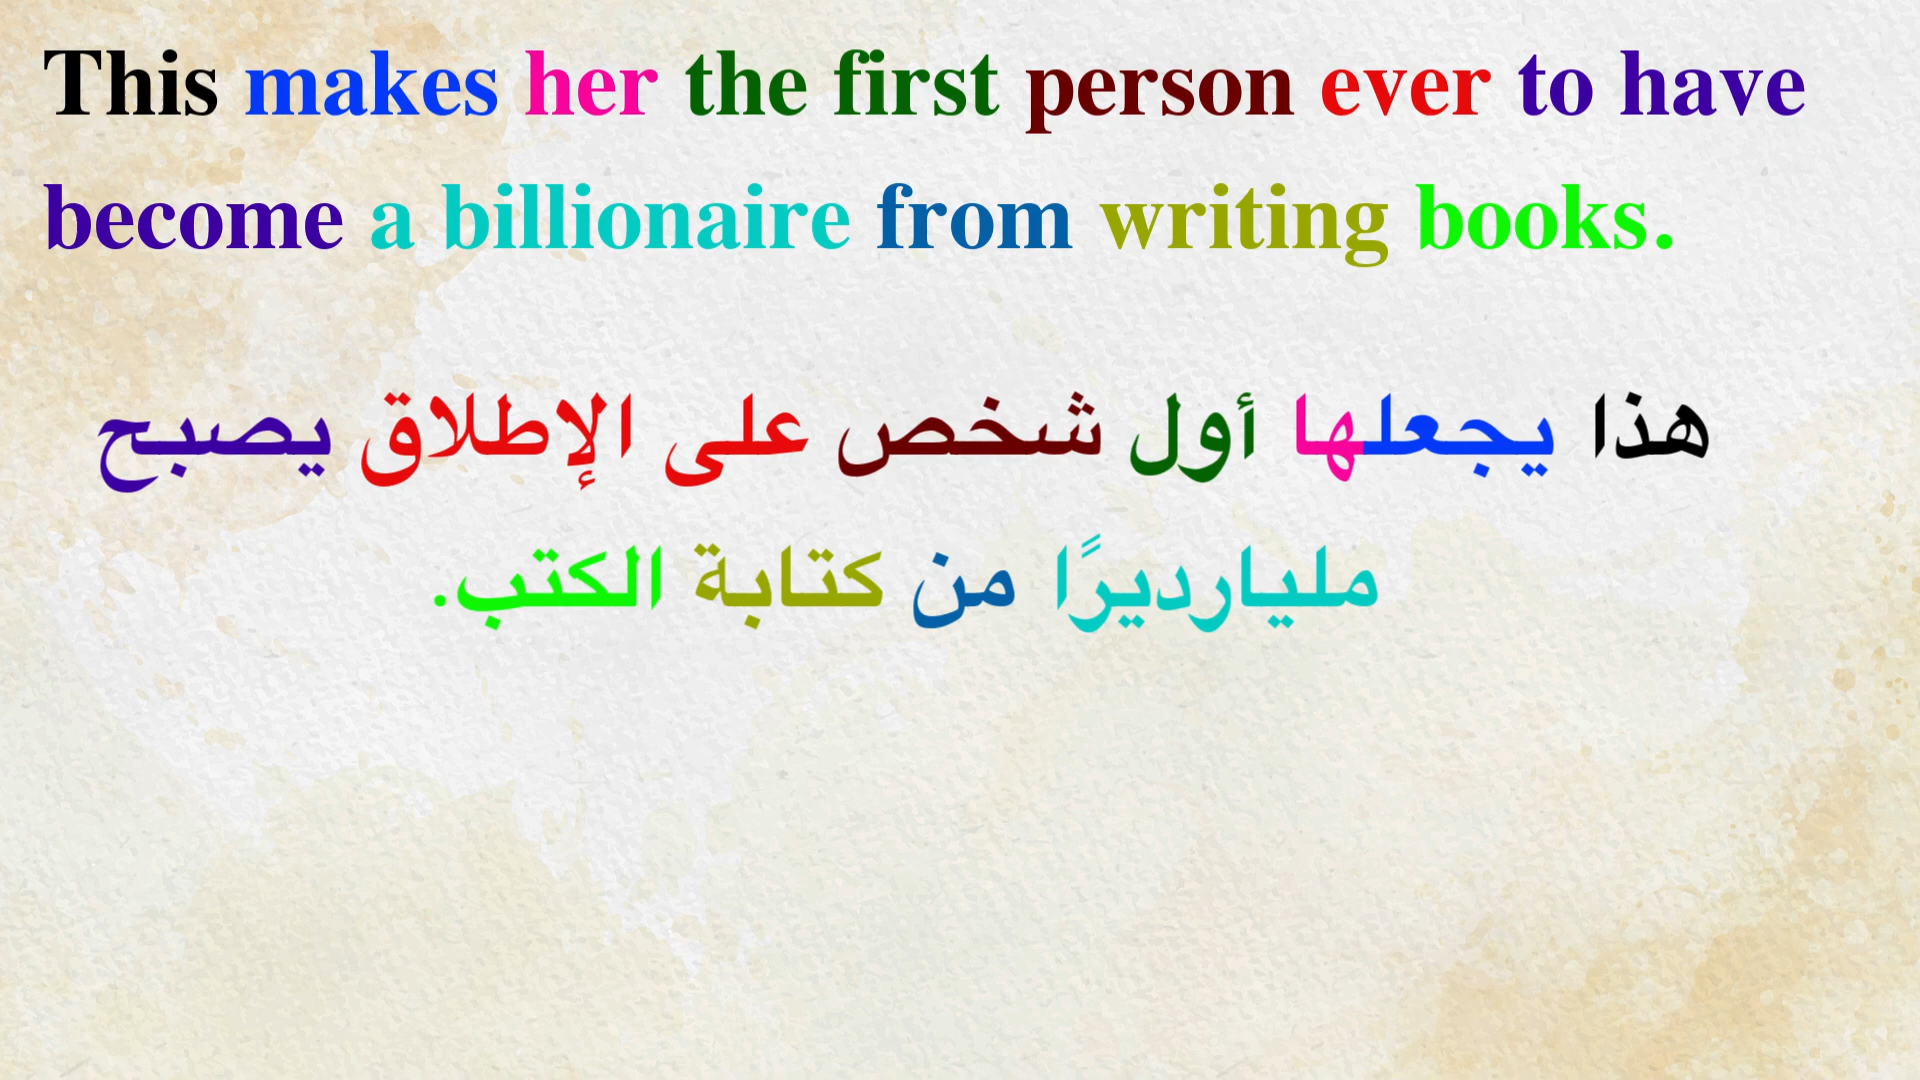 This makes her the first person ever to have
become a billionaire from writing books.
هذا يجعلها أول شخص على الإطلاق يصبح
ملیارديرًا من كتابة الكتب.